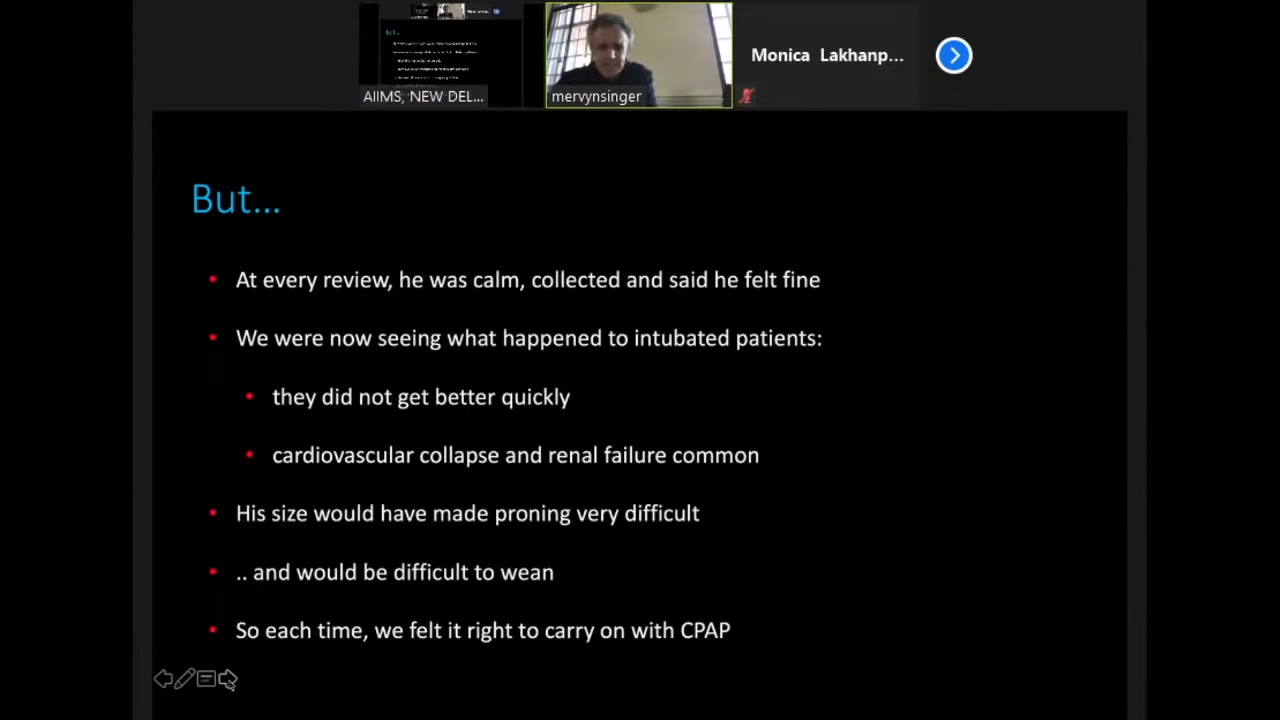 AIIMS, NEW DEL...
mervynsinger
Monica Lakhanp...
But...
• At every review, he was calm, collected and said he felt fine
• We were now seeing what happened to intubated patients:
• they did not get better quickly
• cardiovascular collapse and renal failure common
• His size would have made proning very difficult
• .. and would be difficult to wean
• So each time, we felt it right to carry on with CPAP